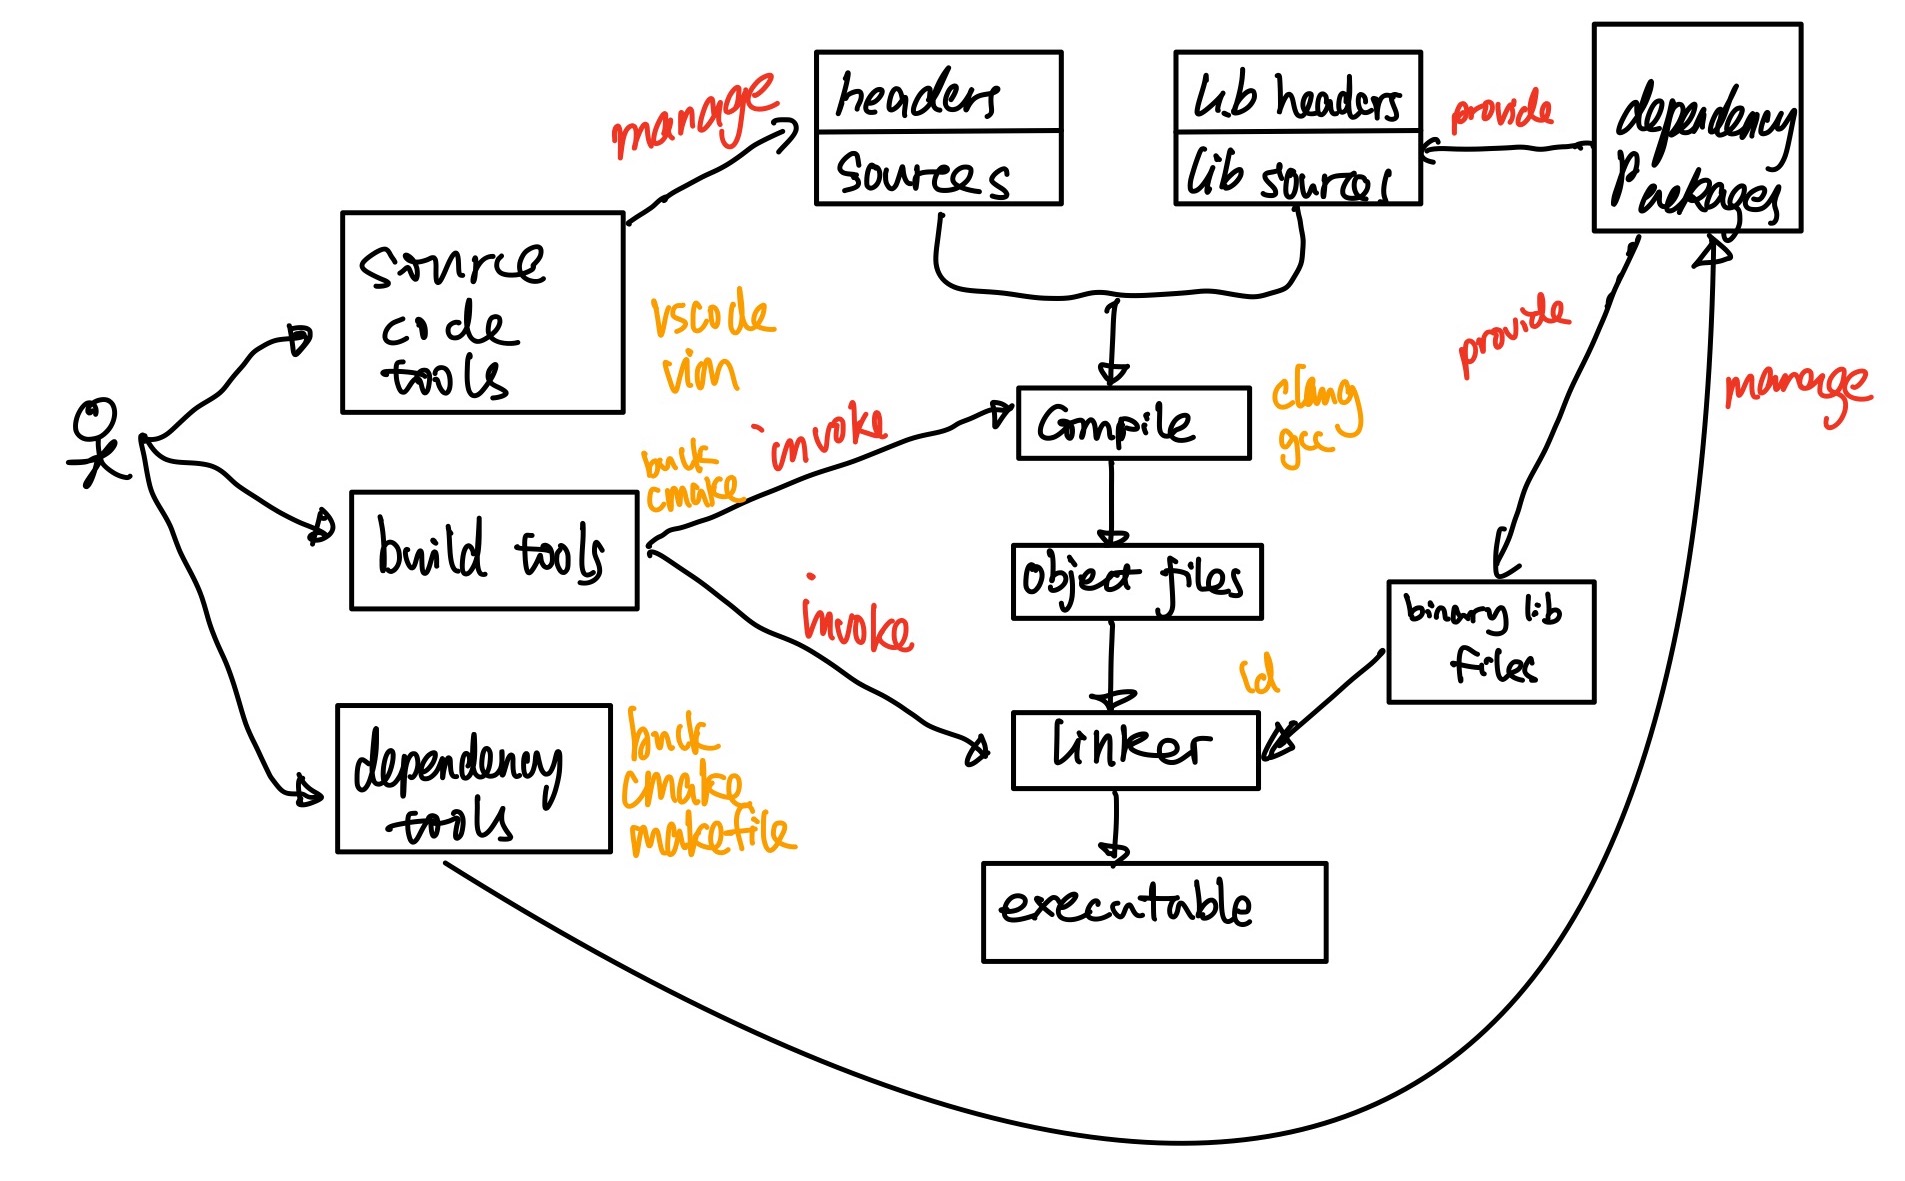 manage
headers
sources
lib headers
lib sources
provide
dependency
packages
source
code
tools
vscode
vim
provide
manage
compile
clang
gcc
invoke
buck
cmake
build tools
object files
binary lib
files
invoke
ld
linker
dependency
tools
buck
cmake
makefile
executable